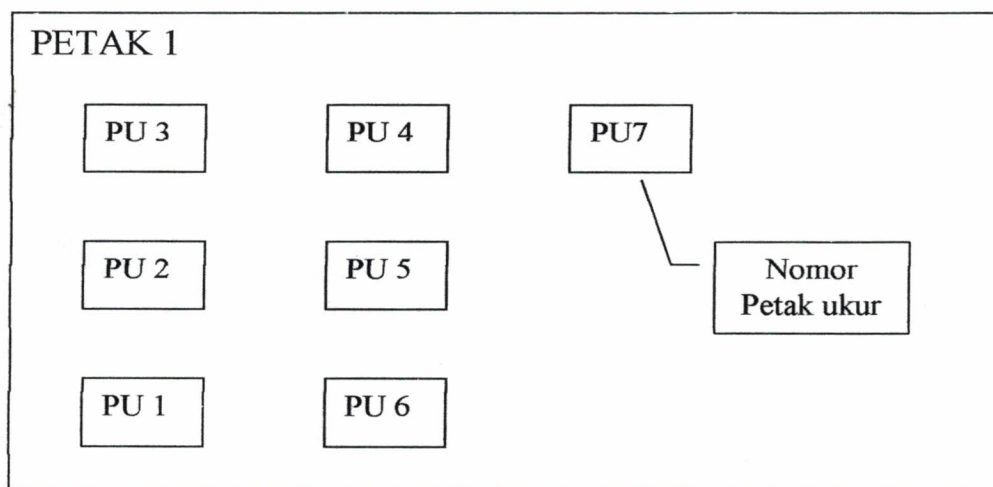 PETAK 1
PU 3
PU 4
PU7
PU 2
PU 5
Nomor
Petak ukur
PU 1
PU 6